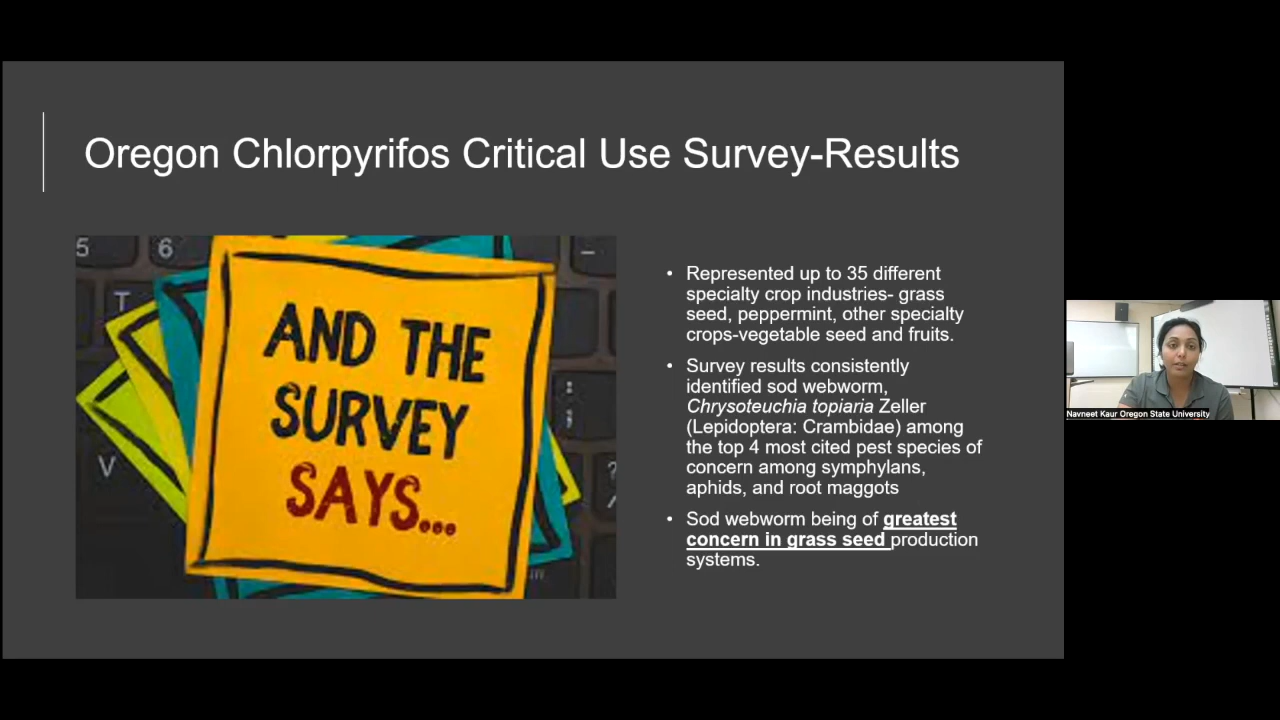 Oregon Chlorpyrifos Critical Use Survey-Results
5
6
T
V
AND THE
SURVEY
SAYS...
• Represented up to 35 different
specialty crop industries- grass
seed, peppermint, other specialty
crops-vegetable seed and fruits.
• Survey results consistently
identified sod webworm,
Chrysoteuchia topiaria Zeller
(Lepidoptera: Crambidae) among
the top 4 most cited pest species of
concern among symphylans,
aphids, and root maggots
• Sod webworm being of greatest
concern in grass seed production
systems.
Navneet Kaur Oregon State University